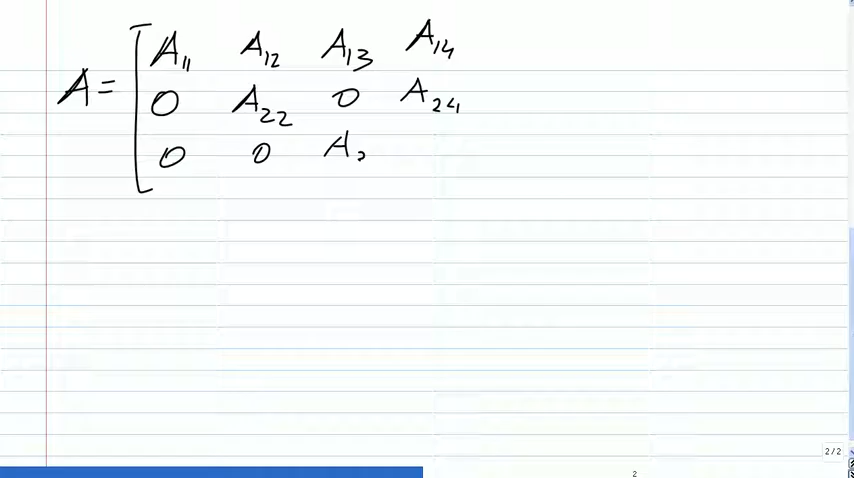 A = [ A₁₁ A₁₂ A₁₃ A₁₄
0 A₂₂ 0 A₂₄
0 0 A
2/2
2